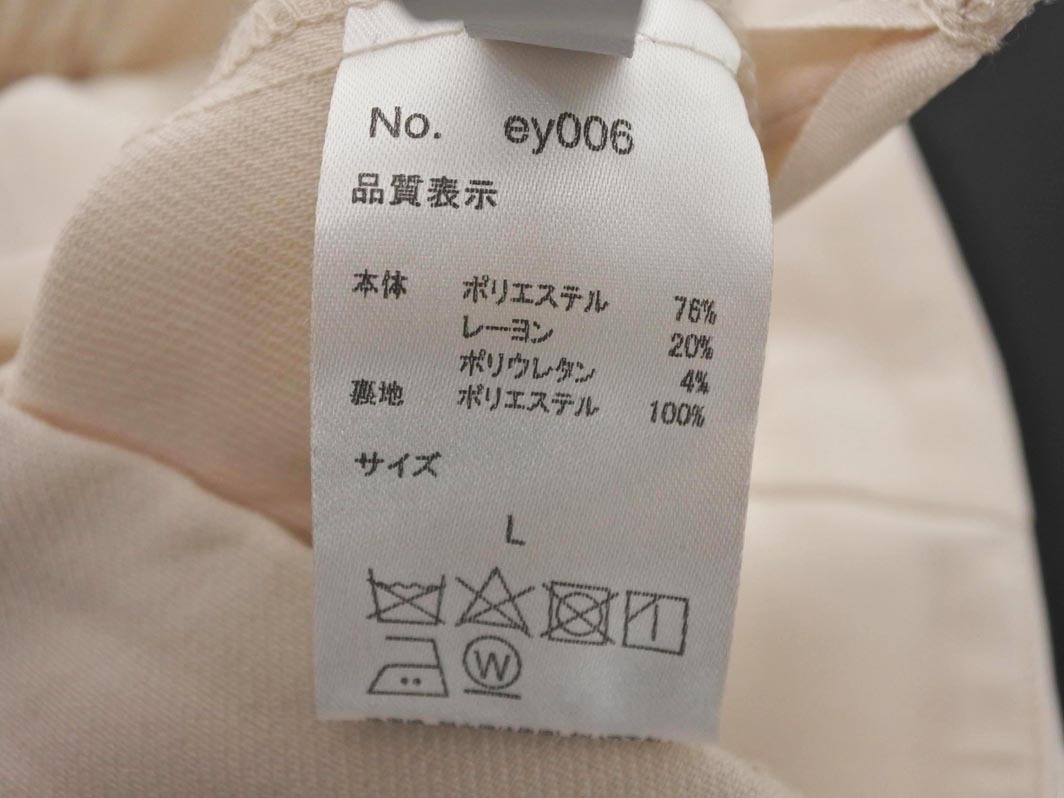 No. ey006
品質表示
本体 ポリエステル 76%
レーヨン 20%
ポリウレタン 4%
裏地 ポリエステル 100%
サイズ
L
W